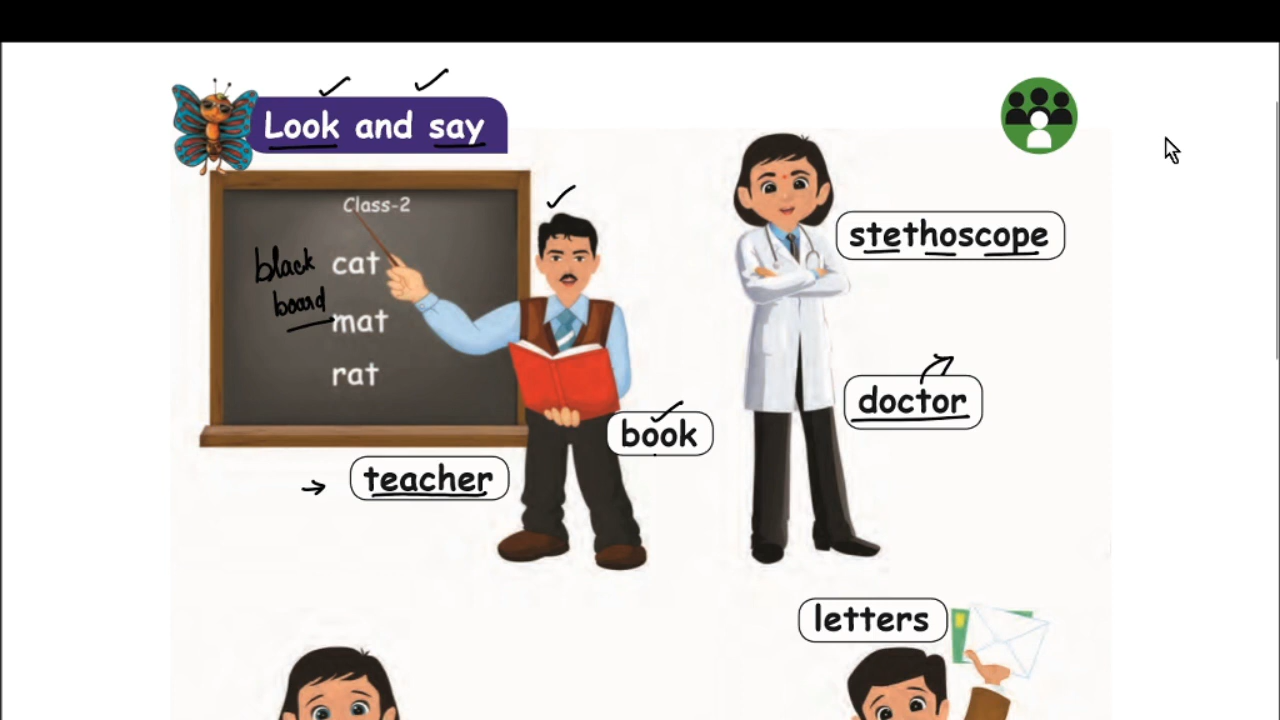 Look and say
Class-2
black
board
cat
mat
rat
stethoscope
doctor
book
teacher
letters